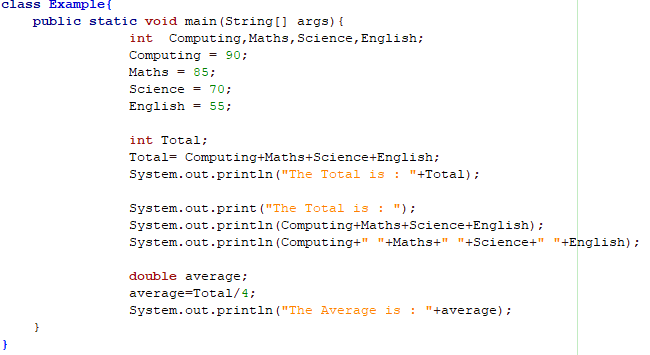 class Example{
public static void main(String[] args){
int  Computing,Maths,Science,English;
Computing = 90;
Maths = 85;
Science = 70;
English = 55;
int Total;
Total= Computing+Maths+Science+English;
System.out.println("The Total is : "+Total);
System.out.print("The Total is : ");
System.out.println(Computing+Maths+Science+English);
System.out.println(Computing+" "+Maths+" "+Science+" "+English);
double average;
average=Total/4;
System.out.println("The Average is : "+average);
}
}